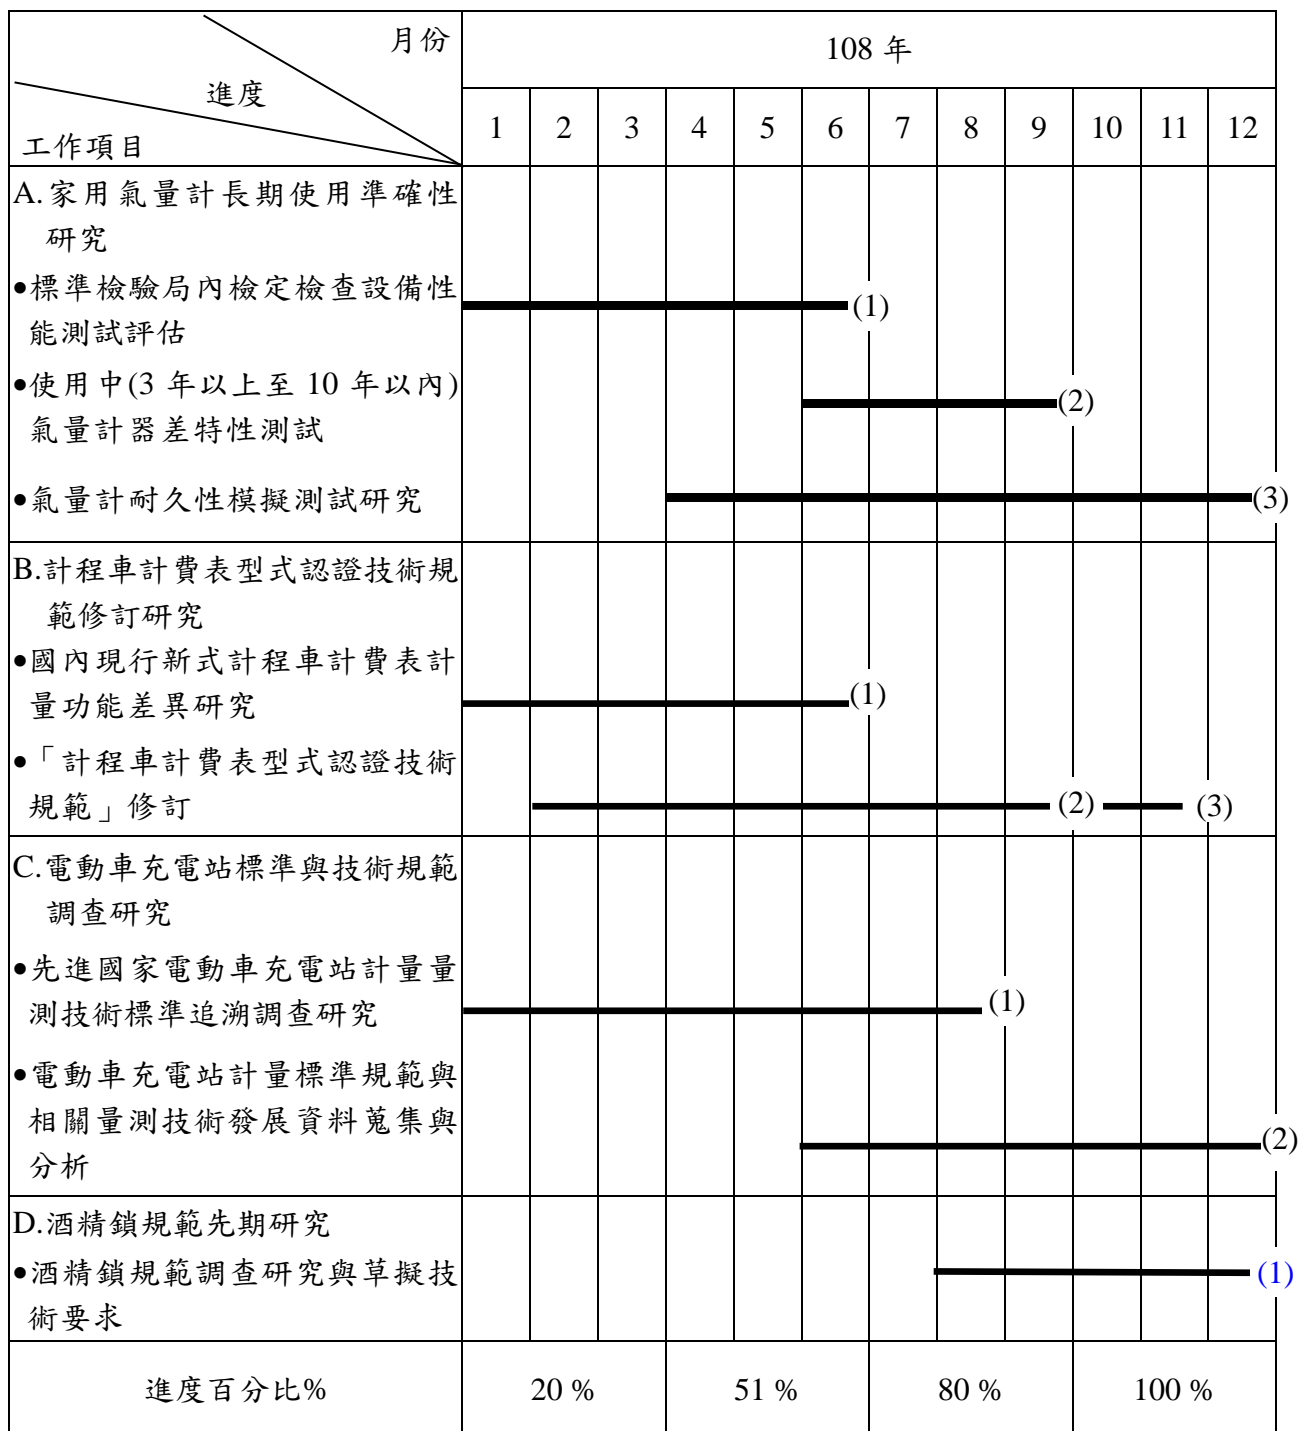 月份
108 年
進度
工作項目
1 2 3 4 5 6 7 8 9 10 11 12
A.家用氣量計長期使用準確性
研究
•標準檢驗局內檢定檢查設備性
能測試評估
(1)
•使用中(3 年以上至 10 年以內)
氣量計器差特性測試
(2)
•氣量計耐久性模擬測試研究
(3)
B.計程車計費表型式認證技術規
範修訂研究
•國內現行新式計程車計費表計
量功能差異研究
(1)
•「計程車計費表型式認證技術
規範」修訂
(2) (3)
C.電動車充電站標準與技術規範
調查研究
•先進國家電動車充電站計量量
測技術標準追溯調查研究
(1)
•電動車充電站計量標準規範與
相關量測技術發展資料蒐集與
分析
(2)
D.酒精鎖規範先期研究
•酒精鎖規範調查研究與草擬技
術要求
(1)
進度百分比% 20 % 51 % 80 % 100 %